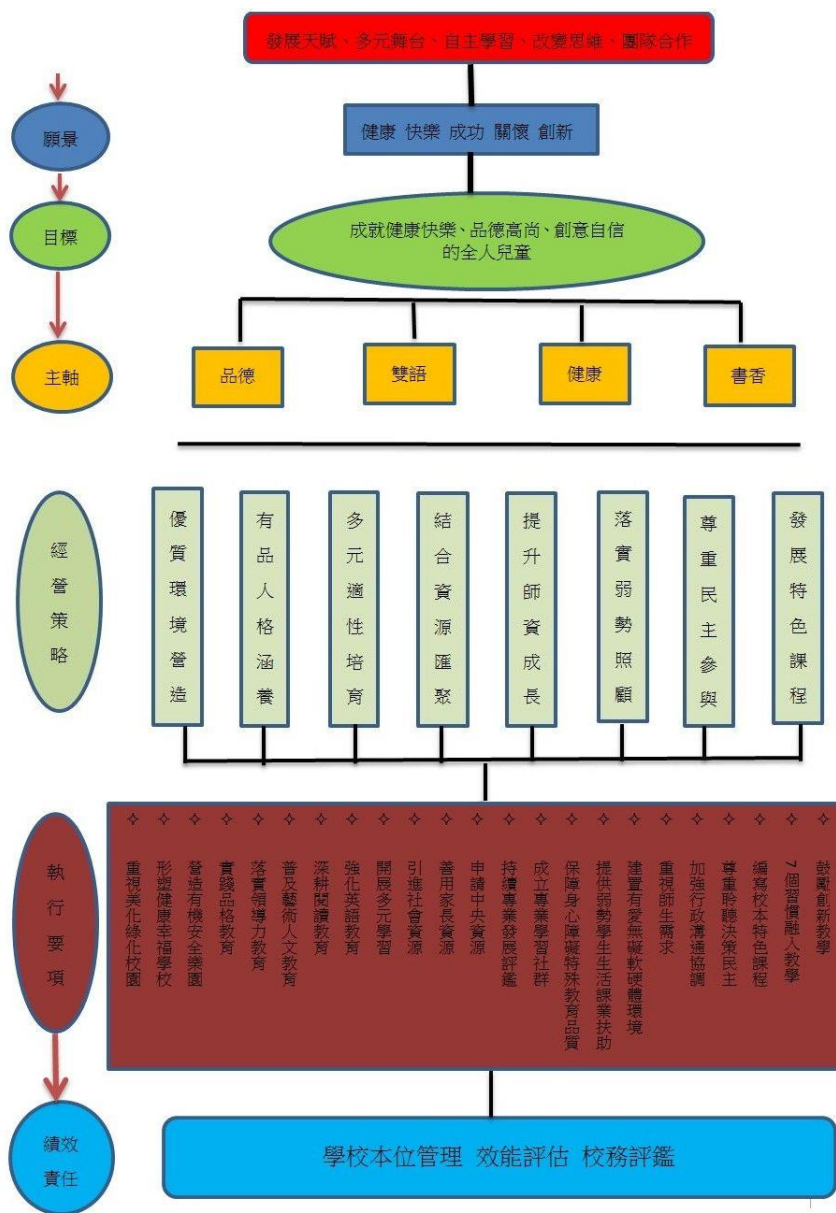 發展天賦、多元舞台、自主學習、改變思維、團隊合作
願景
健康 快樂 成功 關懷 創新
目標
成就健康快樂、品德高尚、創意自信
的全人兒童
主軸
品德
雙語
健康
書香
經營策略
優質環境營造
有品人格涵養
多元適性培育
結合資源匯聚
提升師資成長
落實弱勢照顧
尊重民主參與
發展特色課程
執行要項
✧ 重視美化綠化校園
✧ 形塑健康幸福學校
✧ 營造有機安全樂園
✧ 實踐品格教育
✧ 落實領導力教育
✧ 普及藝術人文教育
✧ 深耕閱讀教育
✧ 強化英語教育
✧ 開展多元學習
✧ 引進社會資源
✧ 善用家長資源
✧ 申請中央資源
✧ 持續專業發展評鑑
✧ 成立專業學習社群
✧ 保障身心障礙特殊教育品質
✧ 提供弱勢學生生活課業扶助
✧ 建置有愛無礙軟硬體環境
✧ 重視師生需求
✧ 加強行政溝通協調
✧ 尊重聆聽決策民主
✧ 編寫校本特色課程
✧ 7個習慣融入教學
✧ 鼓勵創新教學
績效
責任
學校本位管理 效能評估 校務評鑑